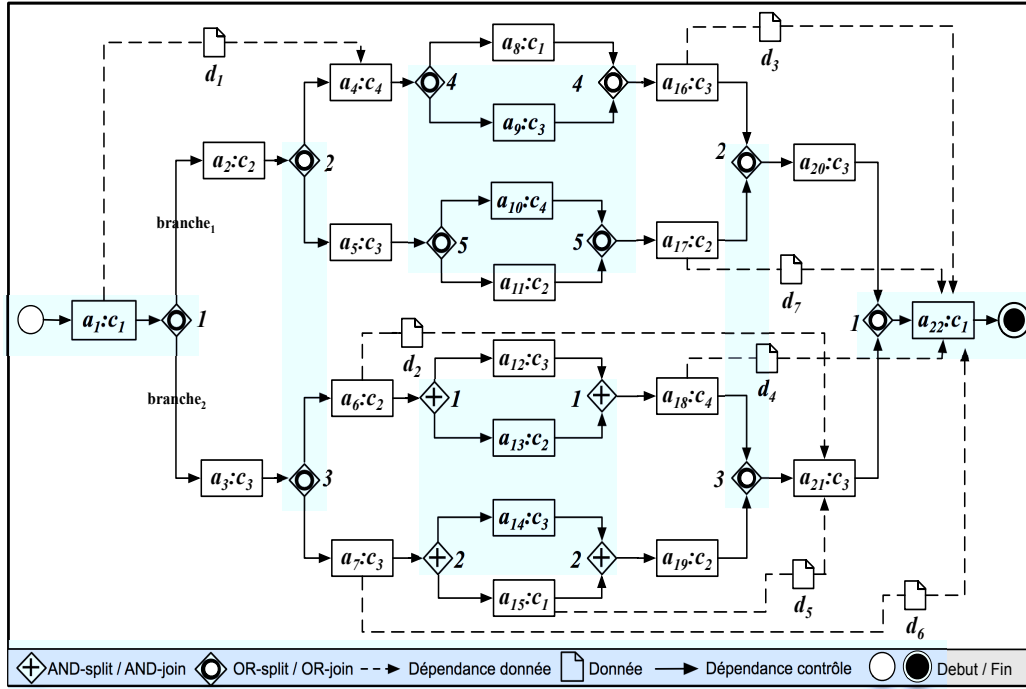 d₁
d₃
a₈:c₁
a₄:c₄
4
4
a₁₆:c₃
a₉:c₃
a₂:c₂
2
2
a₂₀:c₃
a₁₀:c₄
branche₁
a₅:c₃
5
5
a₁₇:c₂
a₁₁:c₂
d₇
a₁:c₁
1
1
a₂₂:c₁
d₂
a₁₂:c₃
d₄
branche₂
a₆:c₂
1
1
a₁₈:c₄
a₁₃:c₂
a₃:c₃
3
3
a₂₁:c₃
a₁₄:c₃
a₇:c₃
2
2
a₁₉:c₂
a₁₅:c₁
d₅
d₆
AND-split / AND-join OR-split / OR-join Dépendance donnée Donnée Dépendance contrôle Debut / Fin